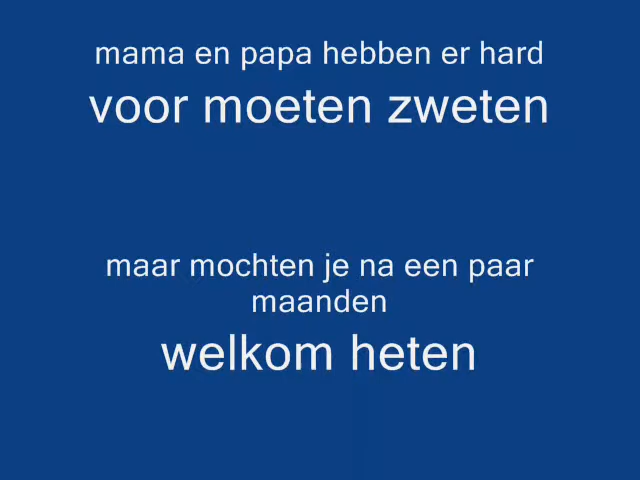 mama en papa hebben er hard
voor moeten zweten
maar mochten je na een paar
maanden
welkom heten